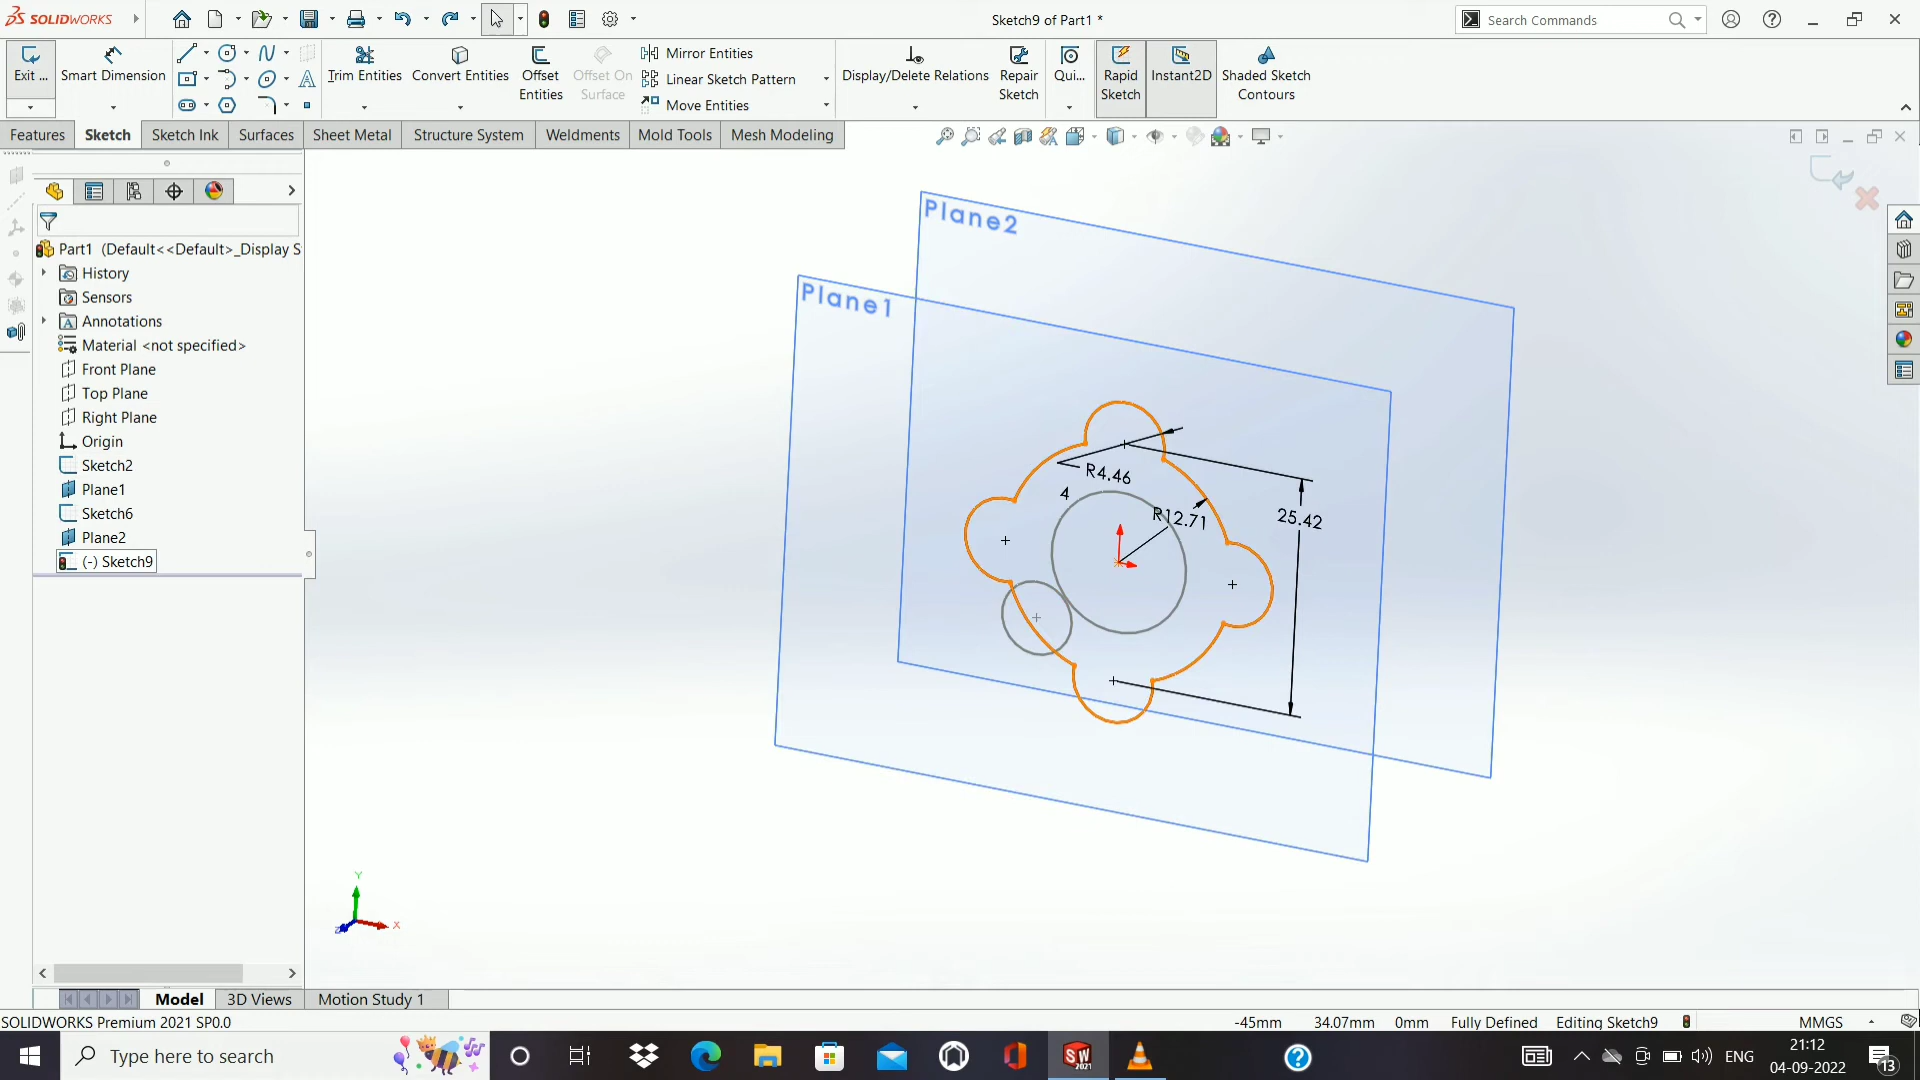 SOLIDWORKS
Sketch9 of Part1 *
Search Commands
Exit ...
Smart Dimension
Trim Entities
Convert Entities
Offset Entities
Offset On Surface
Mirror Entities
Linear Sketch Pattern
Move Entities
Display/Delete Relations
Repair Sketch
Qui...
Rapid Sketch
Instant2D
Shaded Sketch Contours
Features
Sketch
Sketch Ink
Surfaces
Sheet Metal
Structure System
Weldments
Mold Tools
Mesh Modeling
Part1 (Default<<Default>_Display S
History
Sensors
Annotations
Material <not specified>
Front Plane
Top Plane
Right Plane
Origin
Sketch2
Plane1
Sketch6
Plane2
(-) Sketch9
Plane2
Plane1
R4.46
4
R12.71
25.42
Y
X
Z
Model
3D Views
Motion Study 1
SOLIDWORKS Premium 2021 SP0.0
-45mm
34.07mm
0mm
Fully Defined
Editing Sketch9
MMGS
Type here to search
SW
2021
ENG
21:12
04-09-2022
13